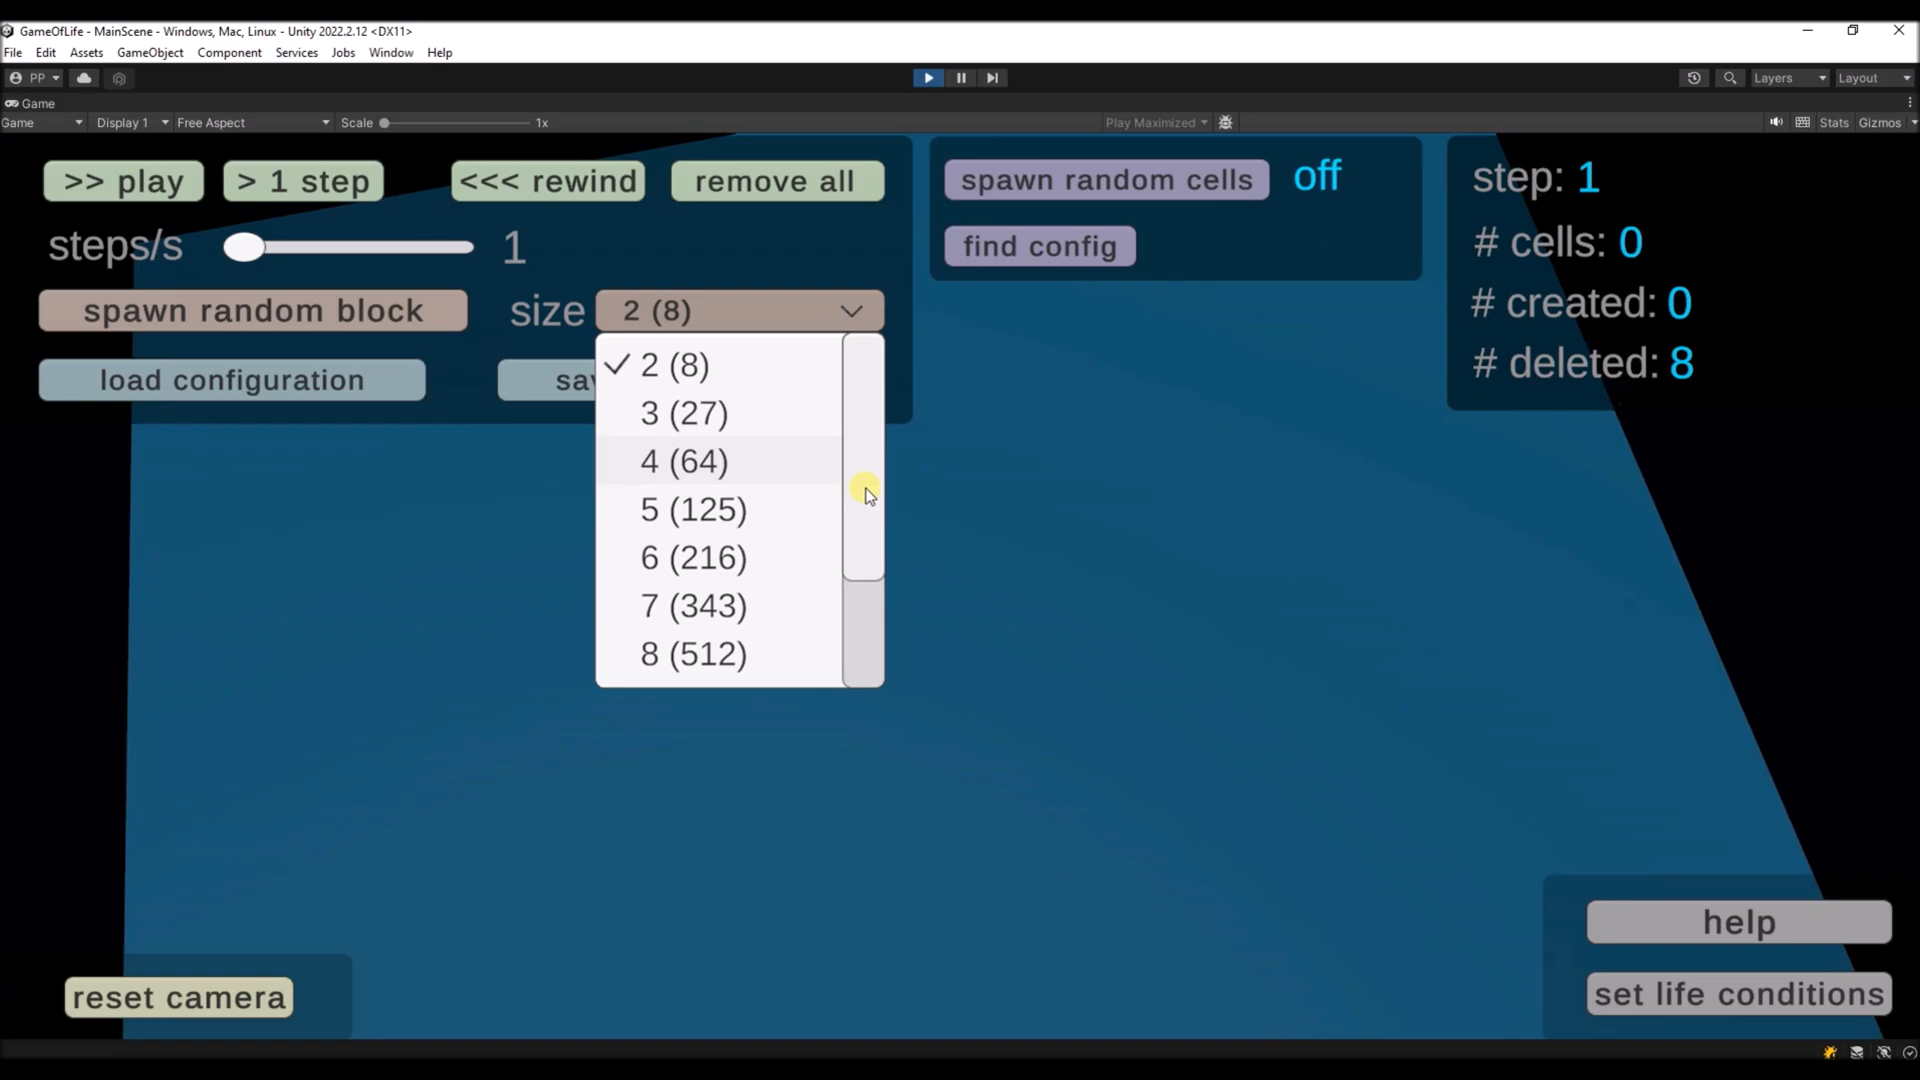 GameOfLife - MainScene - Windows, Mac, Linux - Unity 2022.2.12 <DX11>
File Edit Assets GameObject Component Services Jobs Window Help
PP Layers Layout
Game
Game Display 1 Free Aspect Scale 1x Play Maximized Stats Gizmos
>> play > 1 step <<< rewind remove all
steps/s 1
spawn random block size 2 (8)
load configuration
2 (8)
3 (27)
4 (64)
5 (125)
6 (216)
7 (343)
8 (512)
spawn random cells off
find config
step: 1
# cells: 0
# created: 0
# deleted: 8
help
reset camera
set life conditions